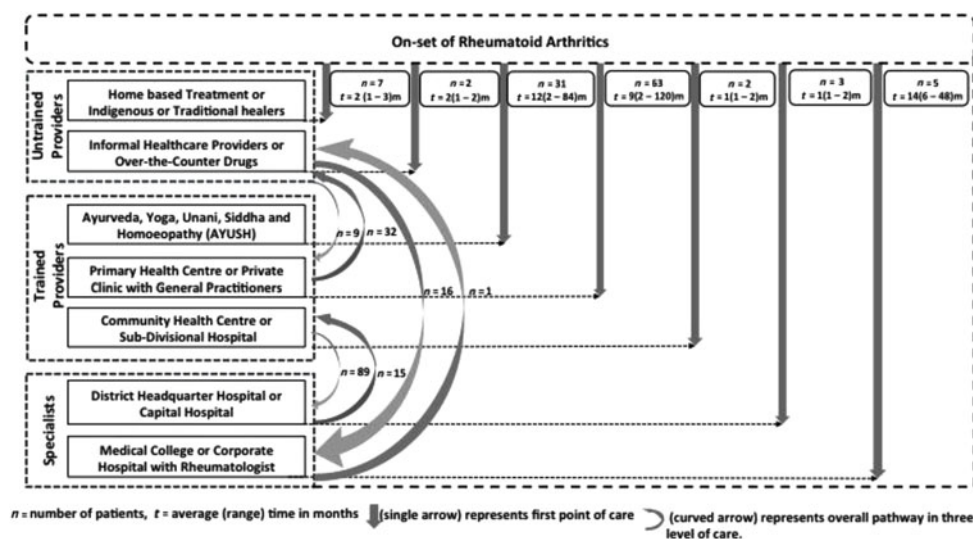 On-set of Rheumatoid Arthritics
n = 7
t = 2 (1 – 3)m
n = 2
t = 2(1 – 2)m
n = 31
t =12(2 – 84)m
n = 63
t = 9(2 – 120)m
n = 2
t = 1(1 – 2)m
n = 3
t = 1(1 – 2)m
n = 5
t = 14(6 – 48)m
Untrained
Providers
Home based Treatment or
Indigenous or Traditional healers
Informal Healthcare Providers or
Over-the-Counter Drugs
Trained
Providers
Ayurveda, Yoga, Unani, Siddha and
Homoeopathy (AYUSH)
n = 9
n = 32
Primary Health Centre or Private
Clinic with General Practitioners
n = 16
n = 1
Community Health Centre or
Sub-Divisional Hospital
n = 89
n = 15
Specialists
District Headquarter Hospital or
Capital Hospital
Medical College or Corporate
Hospital with Rheumatologist
n = number of patients, t = average (range) time in months
(single arrow) represents first point of care
(curved arrow) represents overall pathway in three
level of care.